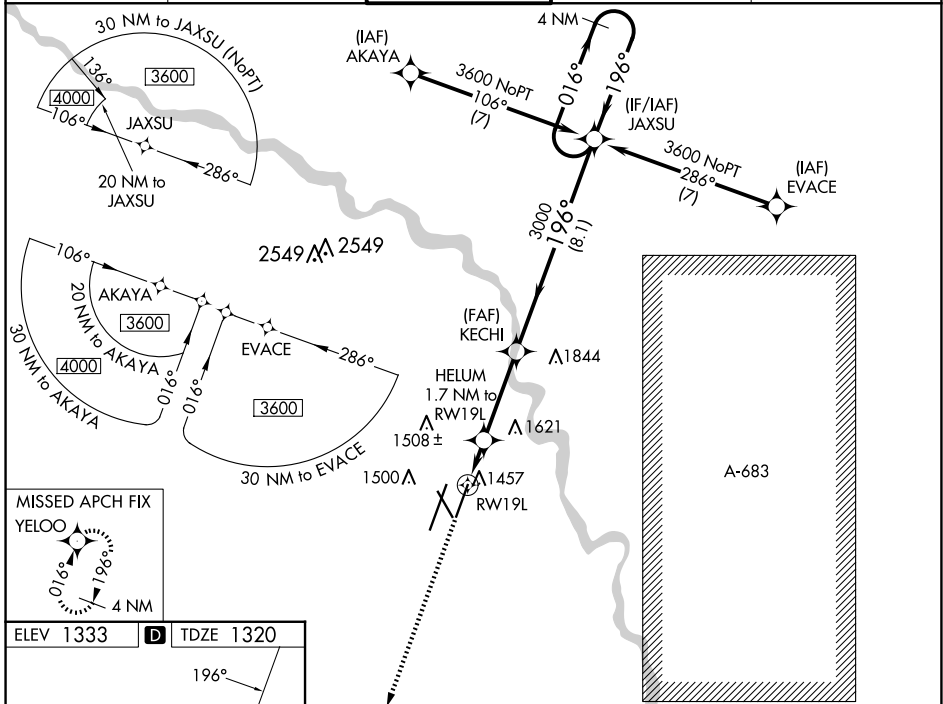 30 NM to JAXSU (NoPT)
136°
3600
4000
106°
JAXSU
286°
20 NM to
JAXSU
4 NM
(IAF)
AKAYA
3600 NoPT
106°
(7)
016°
196°
(IF/IAF)
JAXSU
3600 NoPT
286°
(7)
(IAF)
EVACE
3000
196°
(8.1)
2549
2549
106°
AKAYA
20 NM to AKAYA
3600
EVACE
286°
30 NM to AKAYA
4000
016°
016°
3600
30 NM to EVACE
(FAF)
KECHI
1844
HELUM
1.7 NM to
RW19L
1508 ±
1621
1500
1457
RW19L
A-683
MISSED APCH FIX
YELOO
016°
196°
4 NM
ELEV 1333 D TDZE 1320
196°